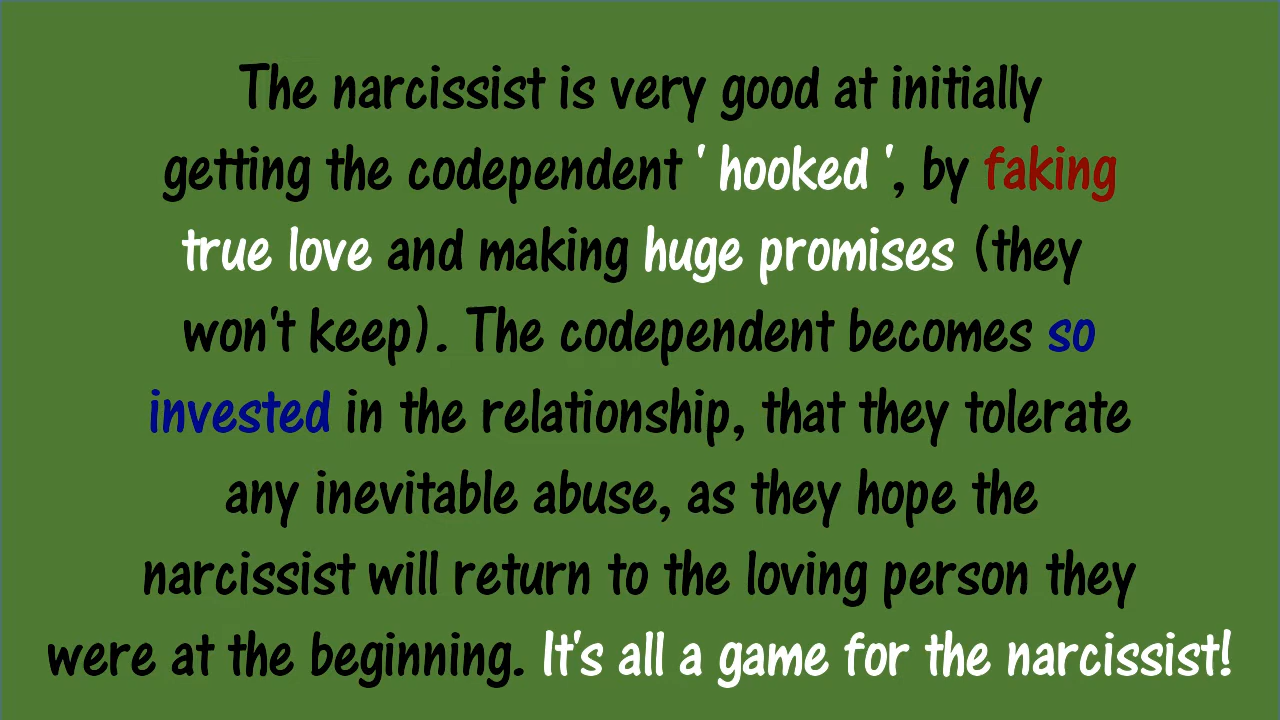 The narcissist is very good at initially
getting the codependent ' hooked ', by faking
true love and making huge promises (they
won't keep). The codependent becomes so
invested in the relationship, that they tolerate
any inevitable abuse, as they hope the
narcissist will return to the loving person they
were at the beginning. It's all a game for the narcissist!